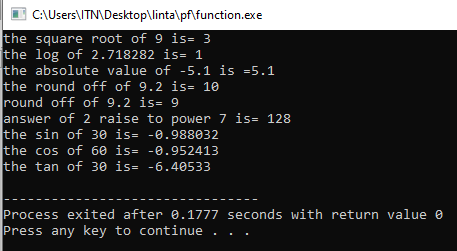 C:\Users\ITN\Desktop\linta\pf\function.exe
the square root of 9 is= 3
the log of 2.718282 is= 1
the absolute value of -5.1 is =5.1
the round off of 9.2 is= 10
round off of 9.2 is= 9
answer of 2 raise to power 7 is= 128
the sin of 30 is= -0.988032
the cos of 60 is= -0.952413
the tan of 30 is= -6.40533
--------------------------------
Process exited after 0.1777 seconds with return value 0
Press any key to continue . . .